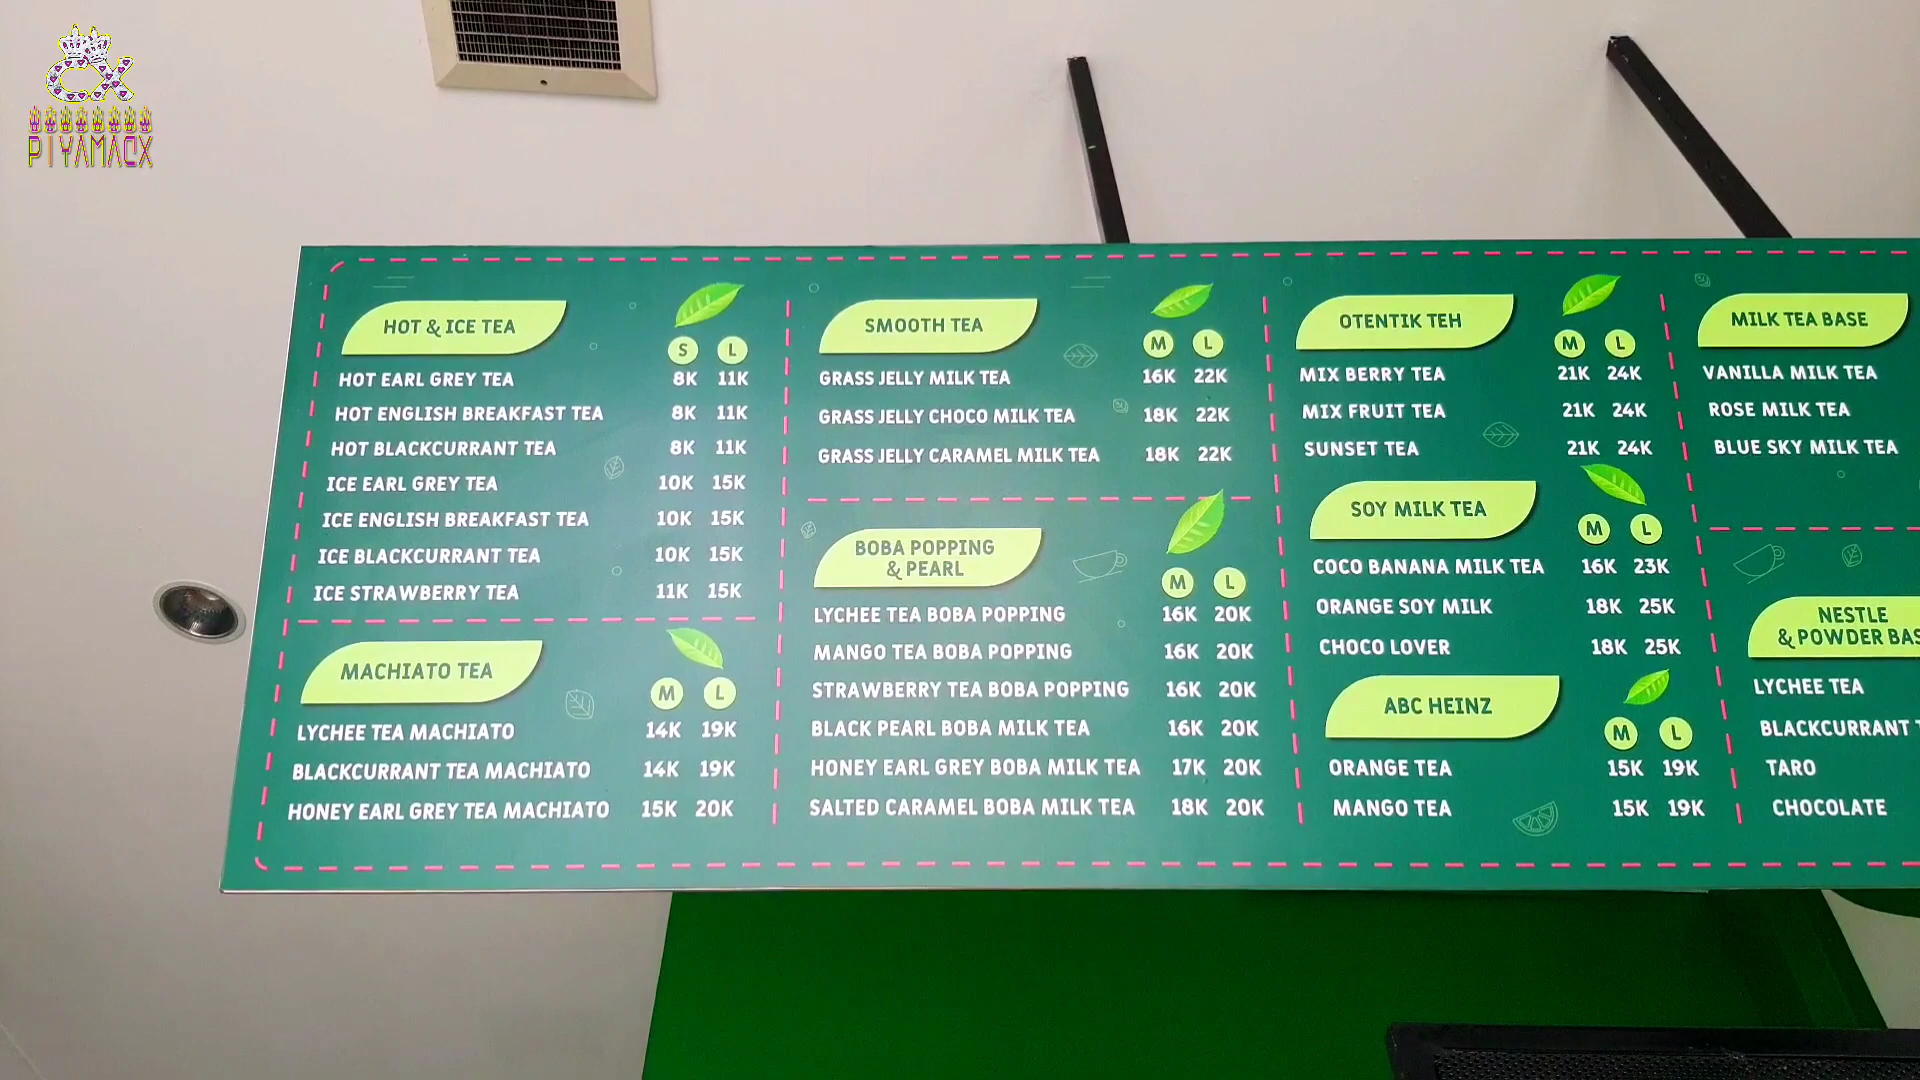 PIYAMACX
HOT & ICE TEA
S L
HOT EARL GREY TEA 8K 11K
HOT ENGLISH BREAKFAST TEA 8K 11K
HOT BLACKCURRANT TEA 8K 11K
ICE EARL GREY TEA 10K 15K
ICE ENGLISH BREAKFAST TEA 10K 15K
ICE BLACKCURRANT TEA 10K 15K
ICE STRAWBERRY TEA 11K 15K
MACHIATO TEA
M L
LYCHEE TEA MACHIATO 14K 19K
BLACKCURRANT TEA MACHIATO 14K 19K
HONEY EARL GREY TEA MACHIATO 15K 20K
SMOOTH TEA
M L
GRASS JELLY MILK TEA 16K 22K
GRASS JELLY CHOCO MILK TEA 18K 22K
GRASS JELLY CARAMEL MILK TEA 18K 22K
BOBA POPPING
& PEARL
M L
LYCHEE TEA BOBA POPPING 16K 20K
MANGO TEA BOBA POPPING 16K 20K
STRAWBERRY TEA BOBA POPPING 16K 20K
BLACK PEARL BOBA MILK TEA 16K 20K
HONEY EARL GREY BOBA MILK TEA 17K 20K
SALTED CARAMEL BOBA MILK TEA 18K 20K
OTENTIK TEH
M L
MIX BERRY TEA 21K 24K
MIX FRUIT TEA 21K 24K
SUNSET TEA 21K 24K
SOY MILK TEA
M L
COCO BANANA MILK TEA 16K 23K
ORANGE SOY MILK 18K 25K
CHOCO LOVER 18K 25K
ABC HEINZ
M L
ORANGE TEA 15K 19K
MANGO TEA 15K 19K
MILK TEA BASE
VANILLA MILK TEA
ROSE MILK TEA
BLUE SKY MILK TEA
NESTLE
& POWDER BAS
LYCHEE TEA
BLACKCURRANT T
TARO
CHOCOLATE